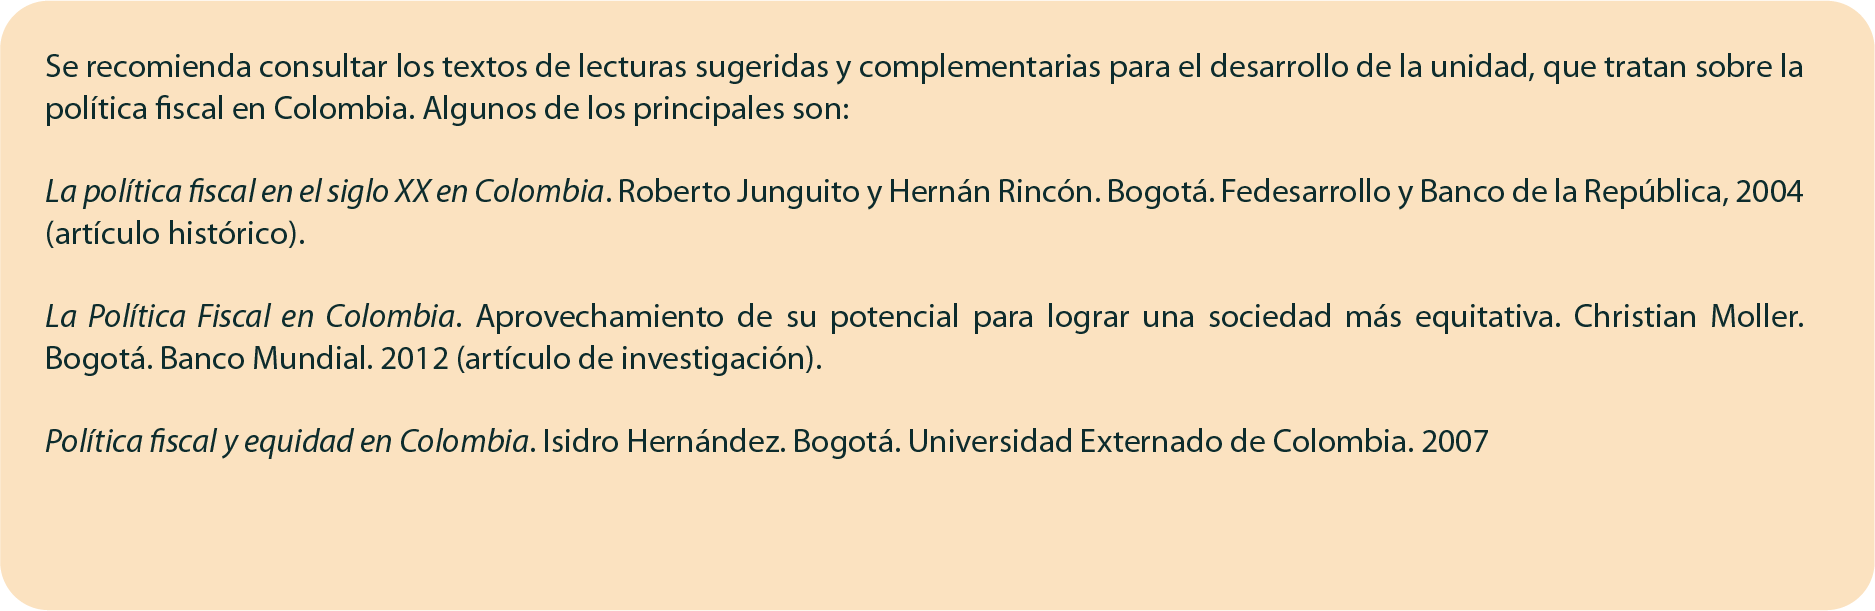 Se recomienda consultar los textos de lecturas sugeridas y complementarias para el desarrollo de la unidad, que tratan sobre la
política fiscal en Colombia. Algunos de los principales son:
La política fiscal en el siglo XX en Colombia. Roberto Junguito y Hernán Rincón. Bogotá. Fedesarrollo y Banco de la República, 2004
(artículo histórico).
La Política Fiscal en Colombia. Aprovechamiento de su potencial para lograr una sociedad más equitativa. Christian Moller.
Bogotá. Banco Mundial. 2012 (artículo de investigación).
Política fiscal y equidad en Colombia. Isidro Hernández. Bogotá. Universidad Externado de Colombia. 2007